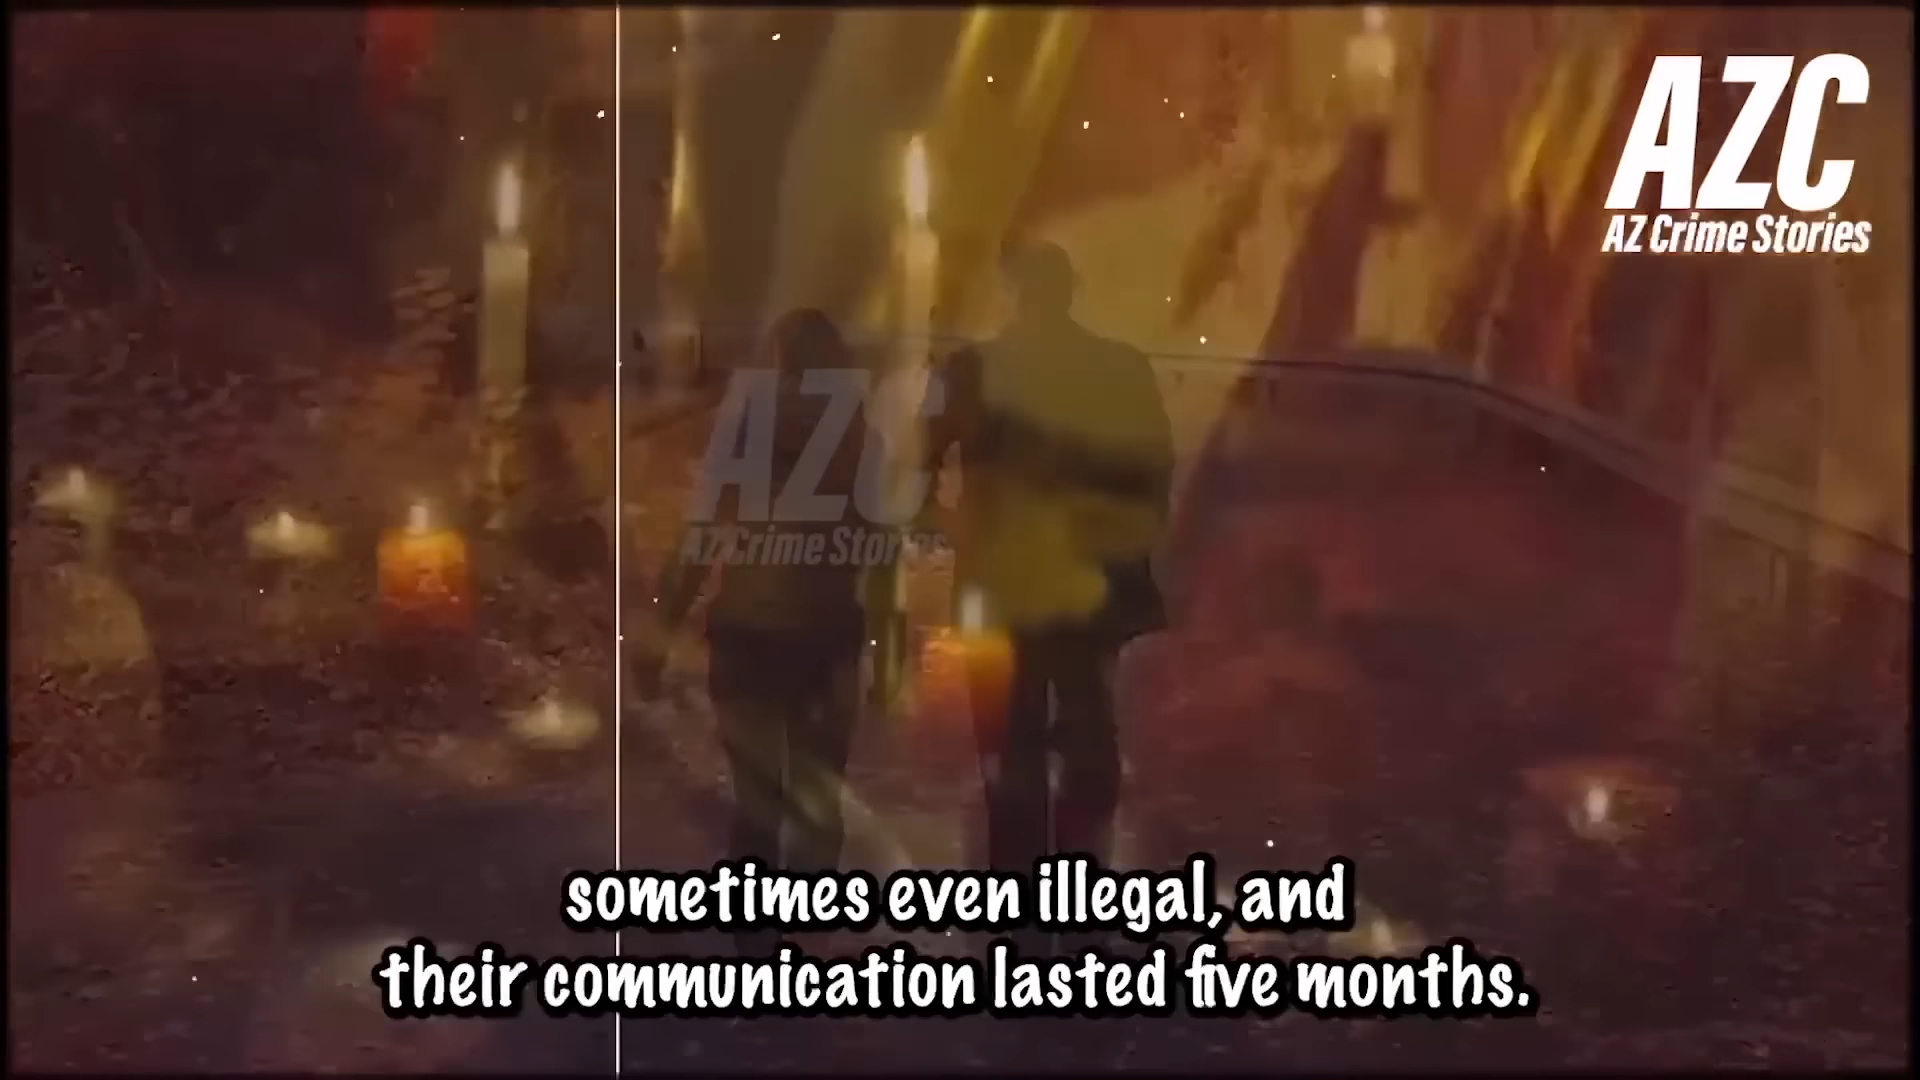 AZC
AZ Crime Stories
AZC
AZ Crime Stories
sometimes even illegal, and
their communication lasted five months.